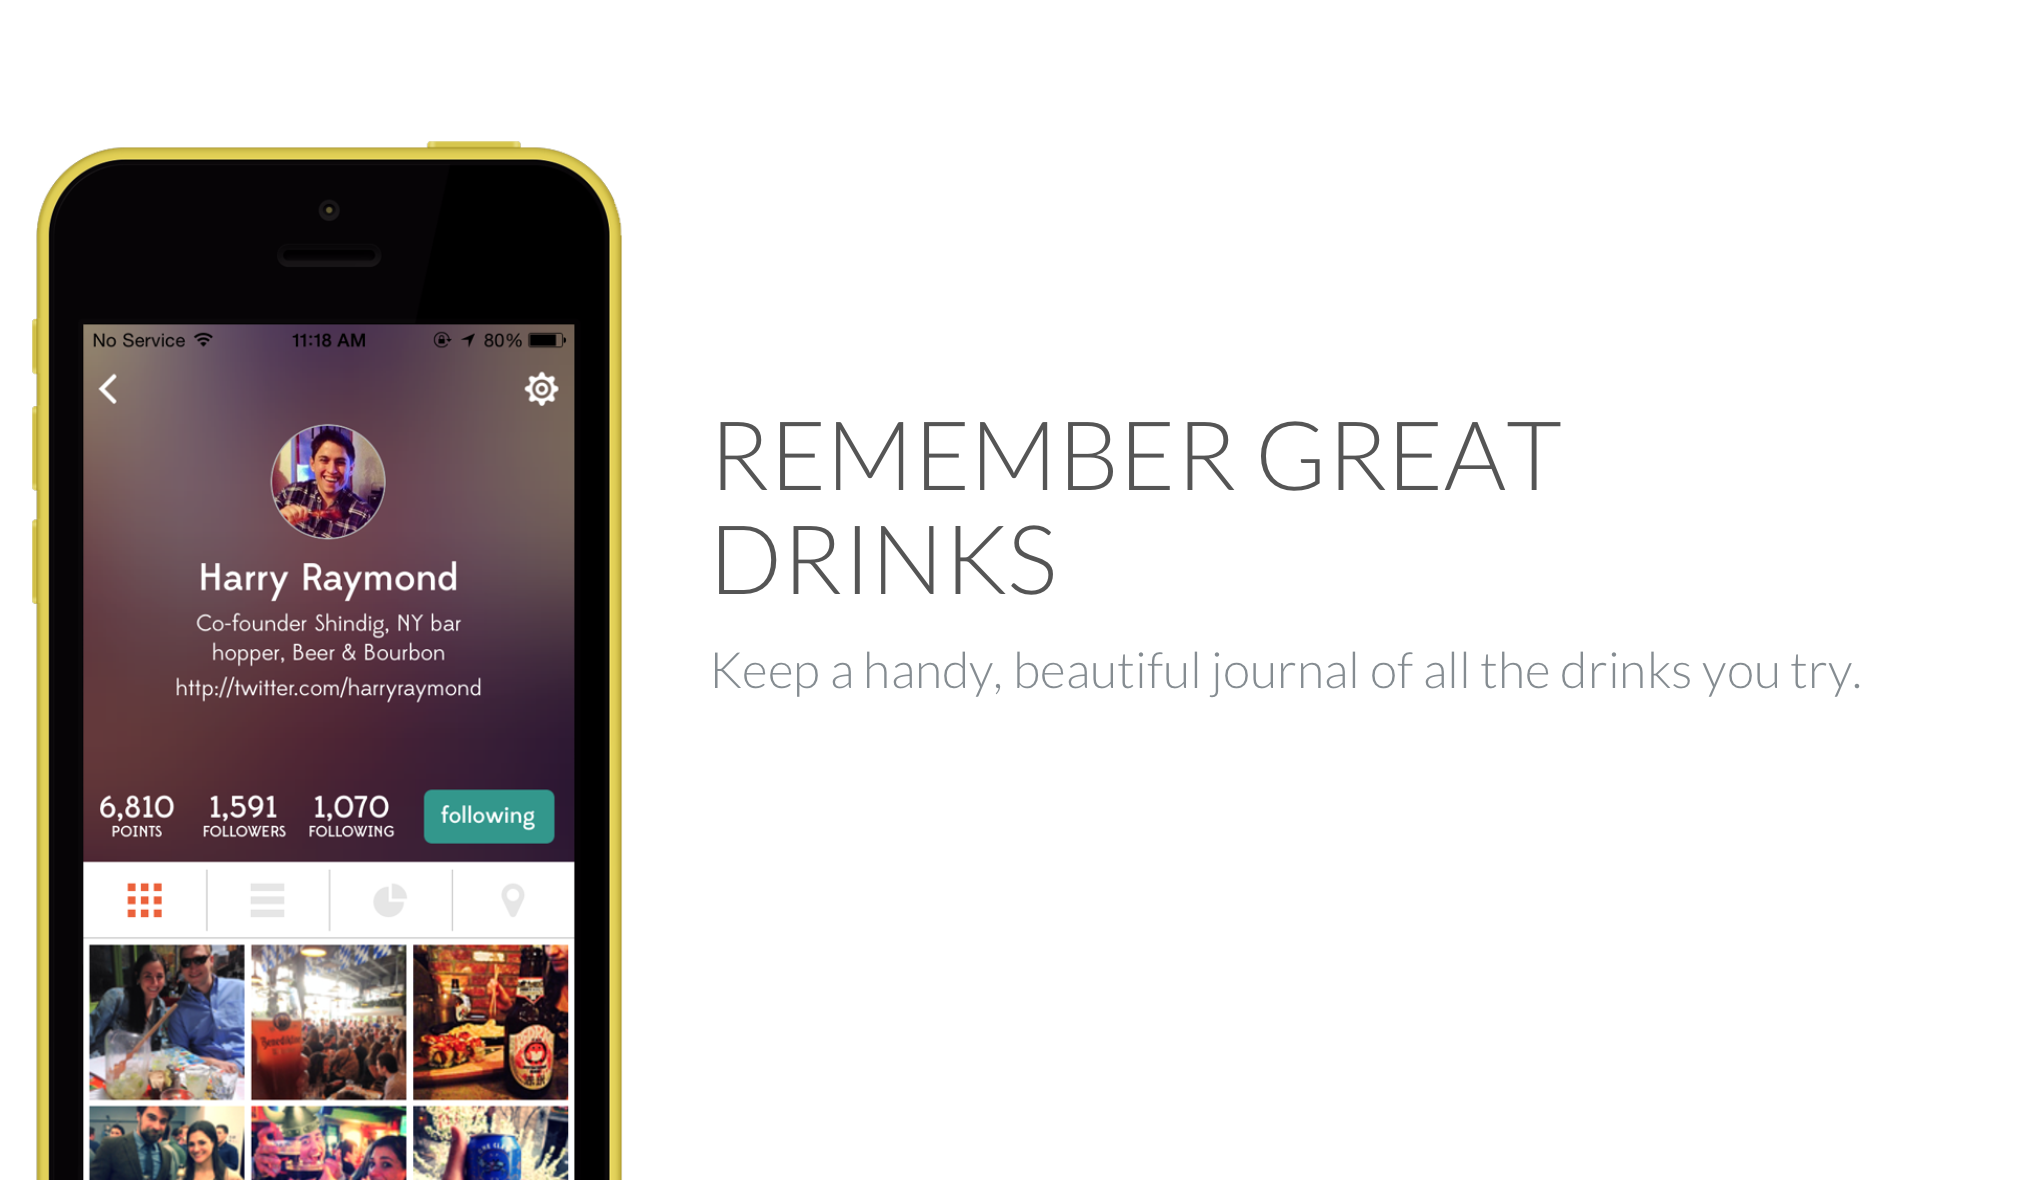 No Service 11:18 AM 80%
Harry Raymond
Co-founder Shindig, NY bar
hopper, Beer & Bourbon
http://twitter.com/harryraymond
6,810 1,591 1,070 following
POINTS FOLLOWERS FOLLOWING
REMEMBER GREAT
DRINKS
Keep a handy, beautiful journal of all the drinks you try.
Benediktiner